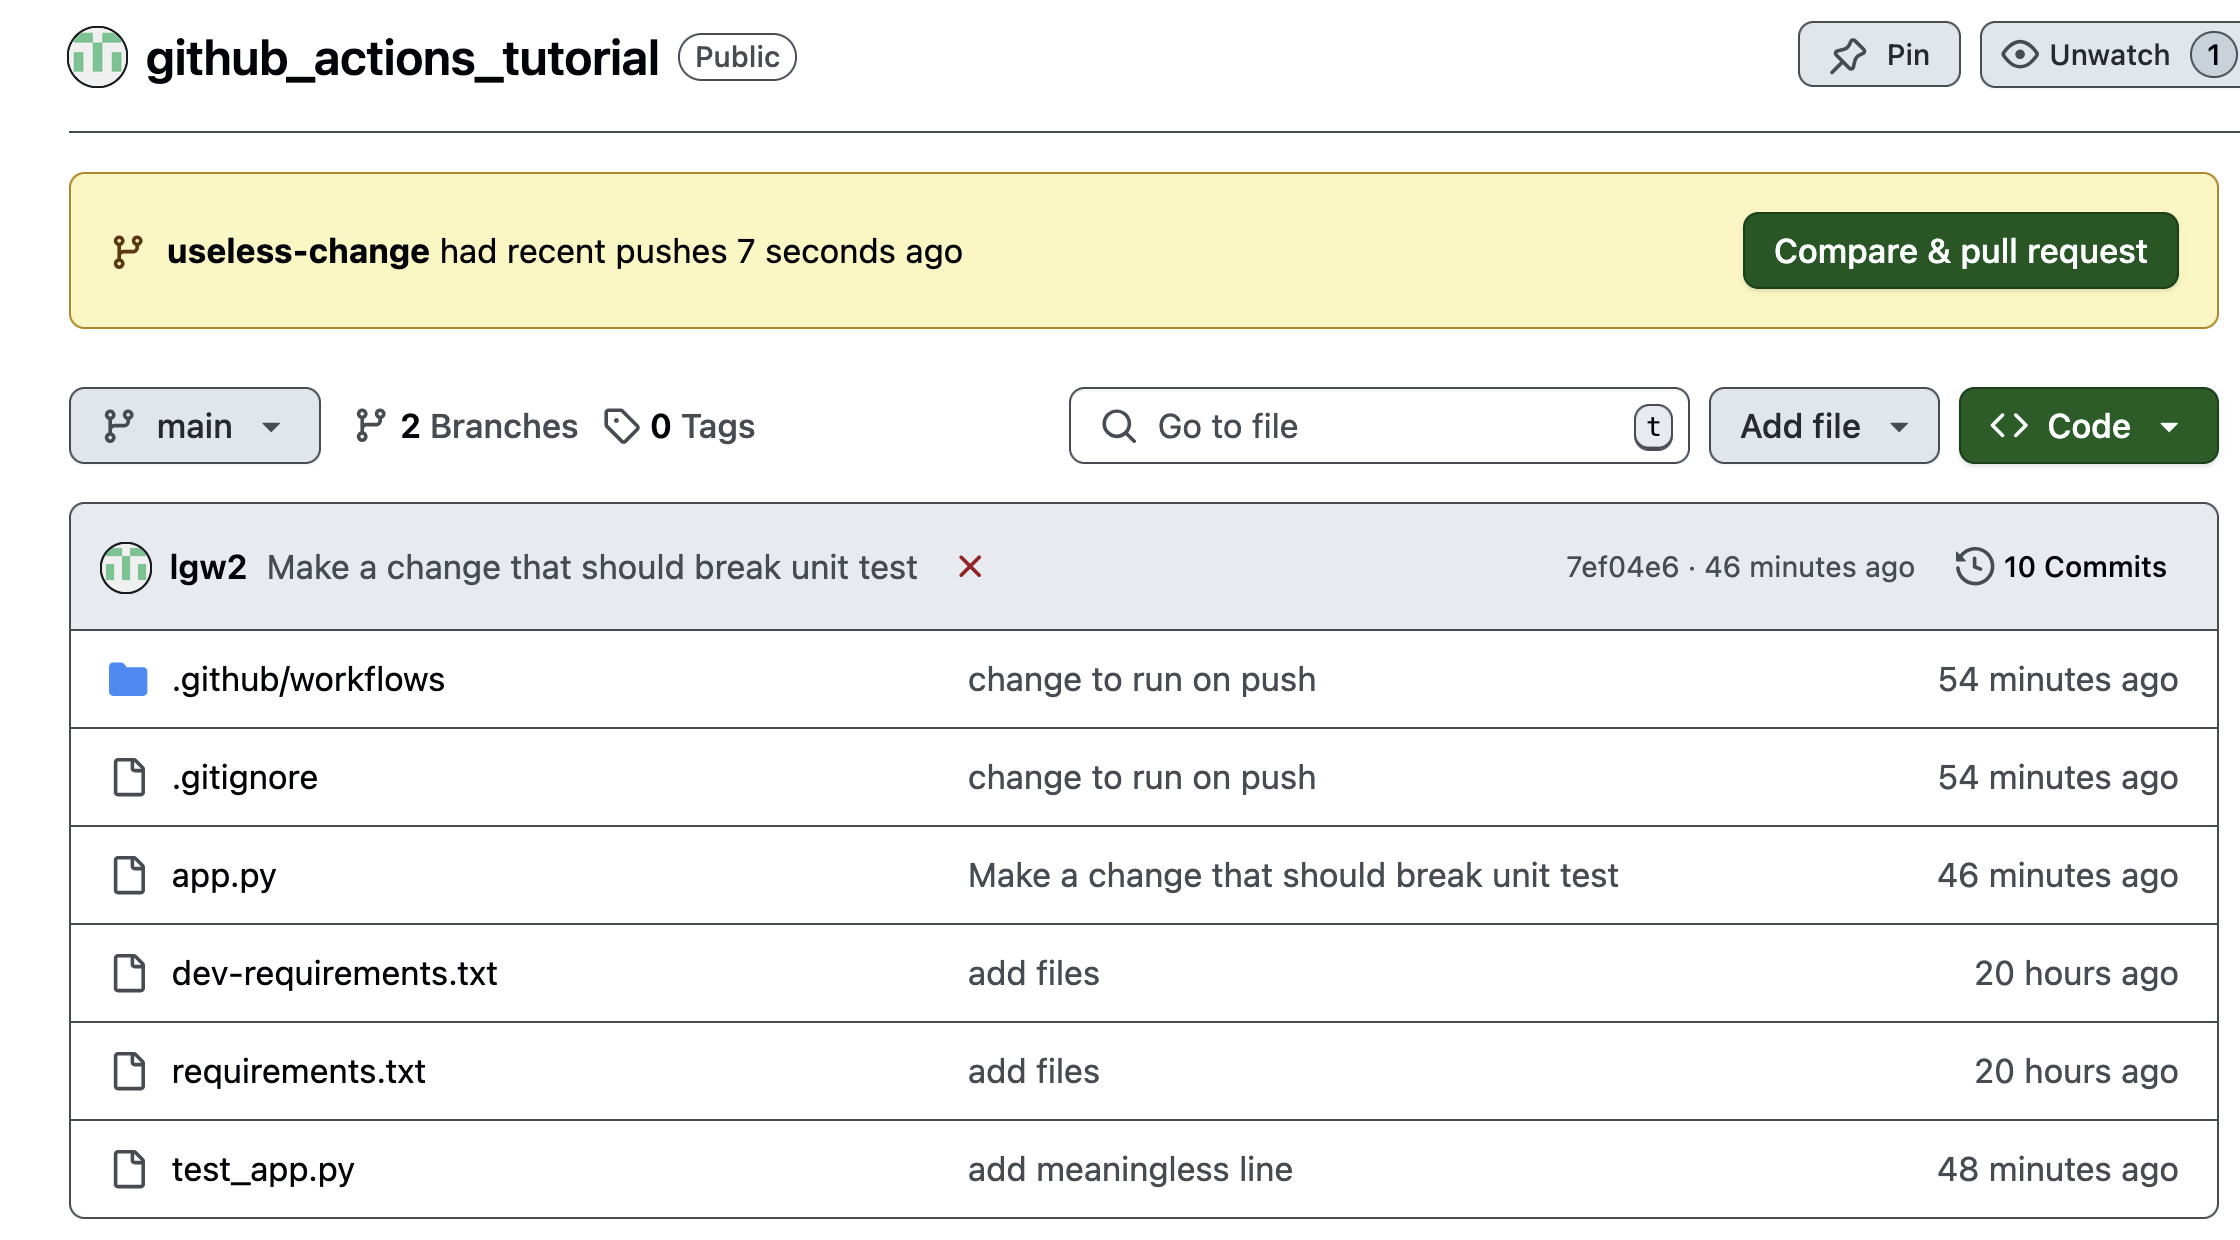 github_actions_tutorial Public Pin Unwatch 1
useless-change had recent pushes 7 seconds ago Compare & pull request
main 2 Branches 0 Tags Go to file t Add file Code
lgw2 Make a change that should break unit test 7ef04e6 · 46 minutes ago 10 Commits
.github/workflows change to run on push 54 minutes ago
.gitignore change to run on push 54 minutes ago
app.py Make a change that should break unit test 46 minutes ago
dev-requirements.txt add files 20 hours ago
requirements.txt add files 20 hours ago
test_app.py add meaningless line 48 minutes ago